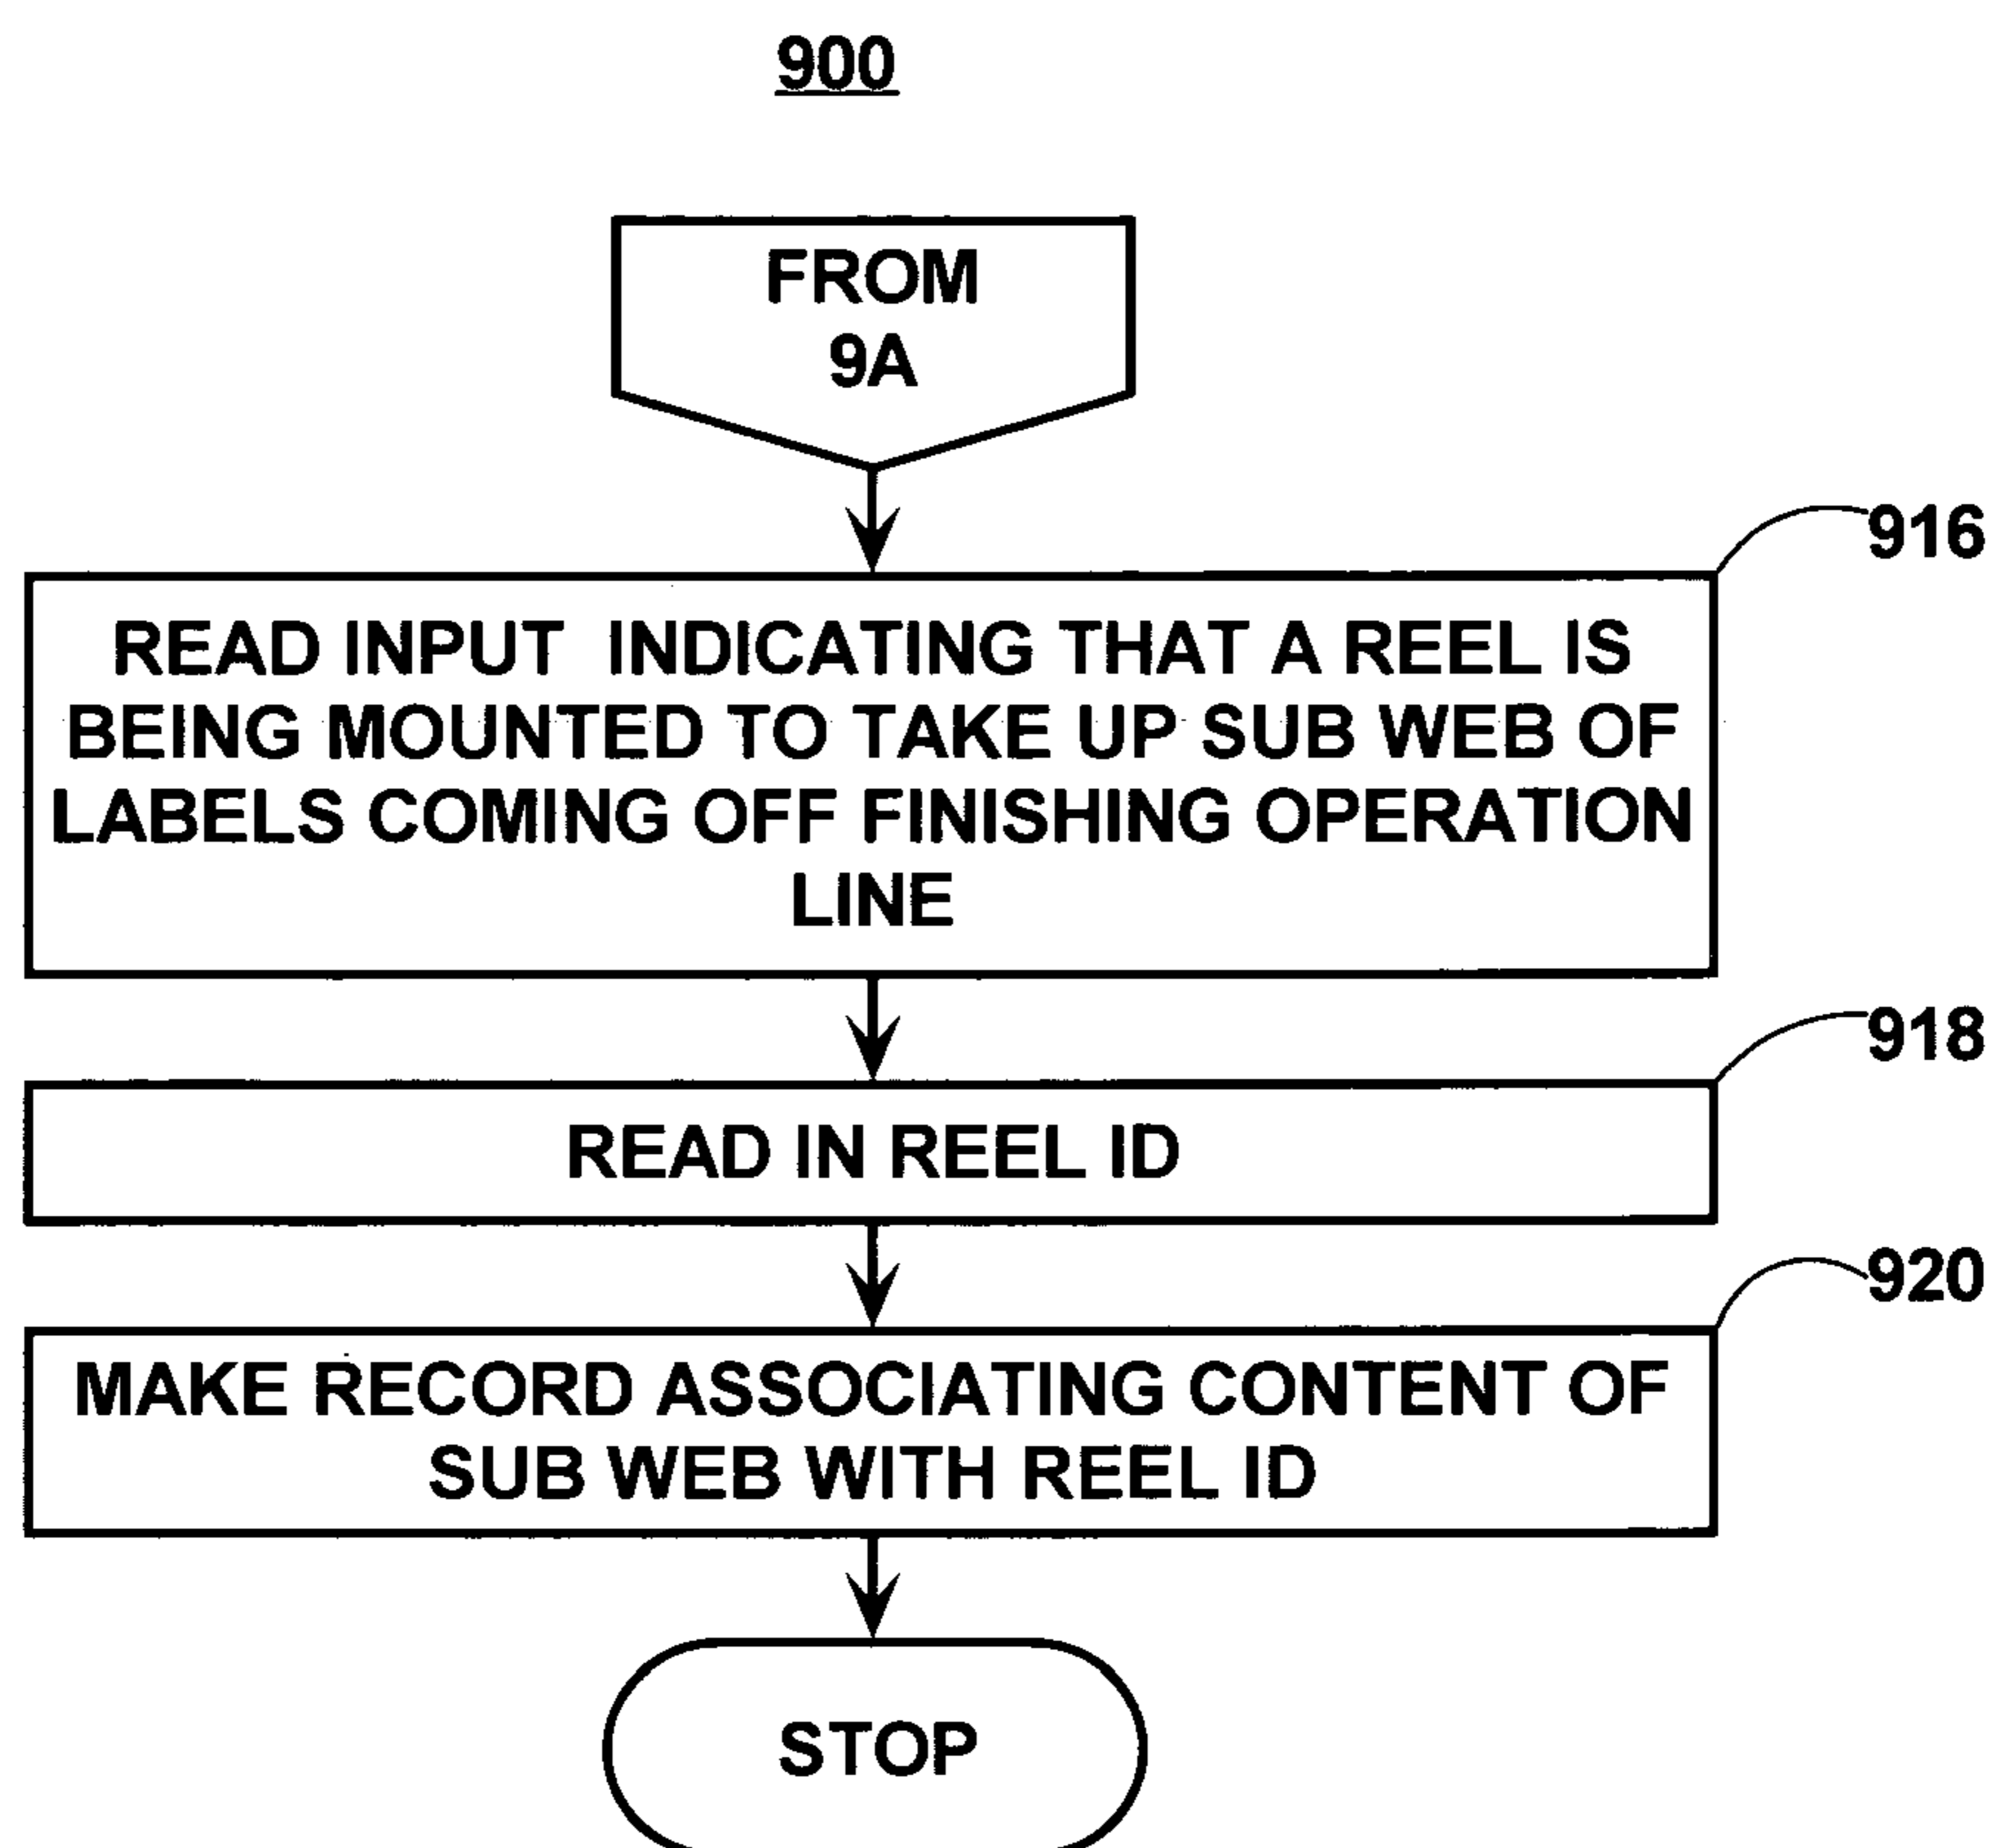 900
FROM
9A
916
READ INPUT INDICATING THAT A REEL IS
BEING MOUNTED TO TAKE UP SUB WEB OF
LABELS COMING OFF FINISHING OPERATION
LINE
918
READ IN REEL ID
920
MAKE RECORD ASSOCIATING CONTENT OF
SUB WEB WITH REEL ID
STOP